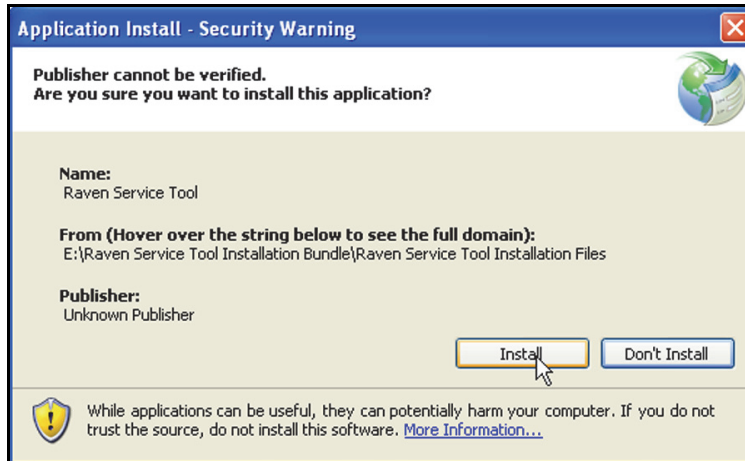 Application Install - Security Warning
Publisher cannot be verified.
Are you sure you want to install this application?
Name:
Raven Service Tool
From (Hover over the string below to see the full domain):
E:\Raven Service Tool Installation Bundle\Raven Service Tool Installation Files
Publisher:
Unknown Publisher
Install
Don't Install
While applications can be useful, they can potentially harm your computer. If you do not
trust the source, do not install this software. More Information...